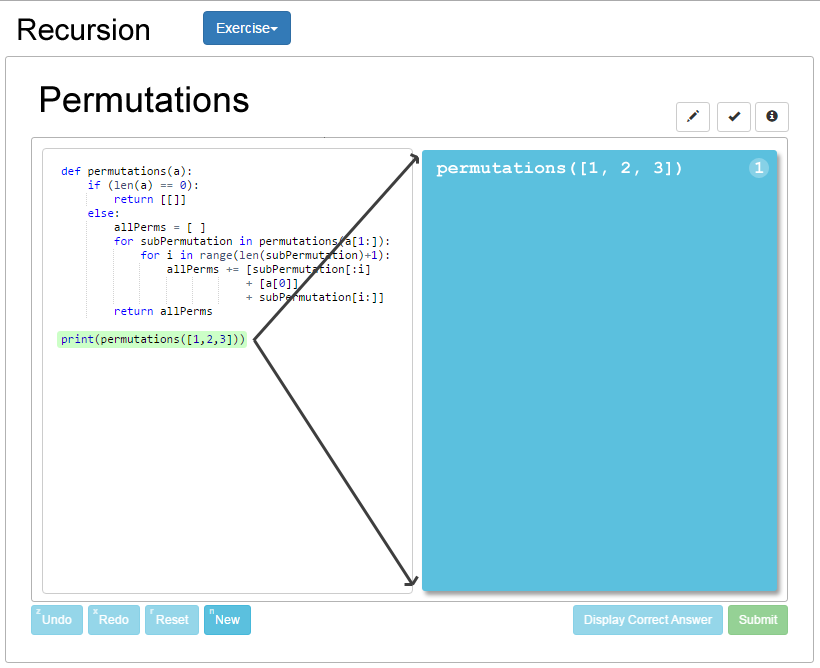 Recursion
Exercise
Permutations
def permutations(a):
if (len(a) == 0):
return [[]]
else:
allPerms = [ ]
for subPermutation in permutations(a[1:]):
for i in range(len(subPermutation)+1):
allPerms += [subPermutation[:i]
+ [a[0]]
+ subPermutation[i:]]
return allPerms
print(permutations([1,2,3]))
permutations([1, 2, 3])
1
z Undo
x Redo
r Reset
n New
Display Correct Answer
Submit